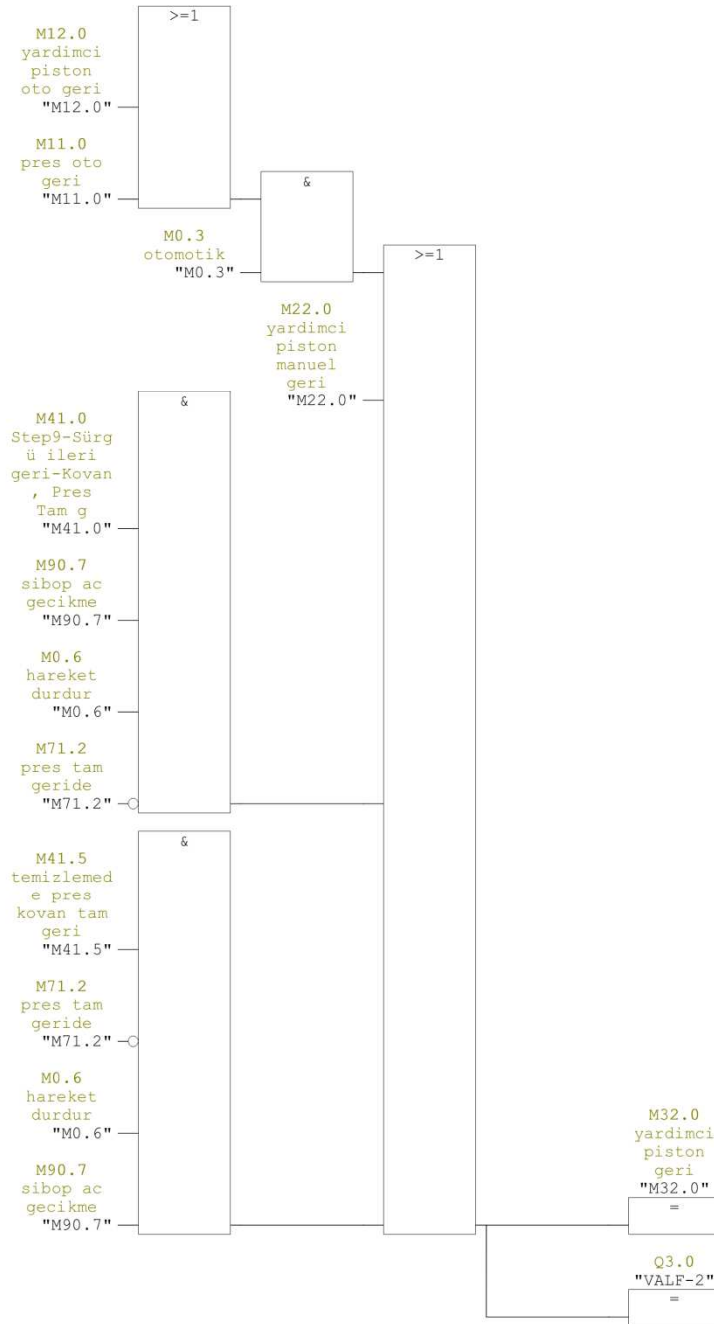 >=1
M12.0
yardimci
piston
oto geri
"M12.0"
M11.0
pres oto
geri
"M11.0"
&
M0.3
otomotik
"M0.3"
>=1
M22.0
yardimci
piston
manuel
geri
"M22.0"
&
M41.0
Step9-Sürg
ü ileri
geri-Kovan
, Pres
Tam g
"M41.0"
M90.7
sibop ac
gecikme
"M90.7"
M0.6
hareket
durdur
"M0.6"
M71.2
pres tam
geride
"M71.2"
&
M41.5
temizlemed
e pres
kovan tam
geri
"M41.5"
M71.2
pres tam
geride
"M71.2"
M0.6
hareket
durdur
"M0.6"
M90.7
sibop ac
gecikme
"M90.7"
M32.0
yardimci
piston
geri
"M32.0"
=
Q3.0
"VALF-2"
=